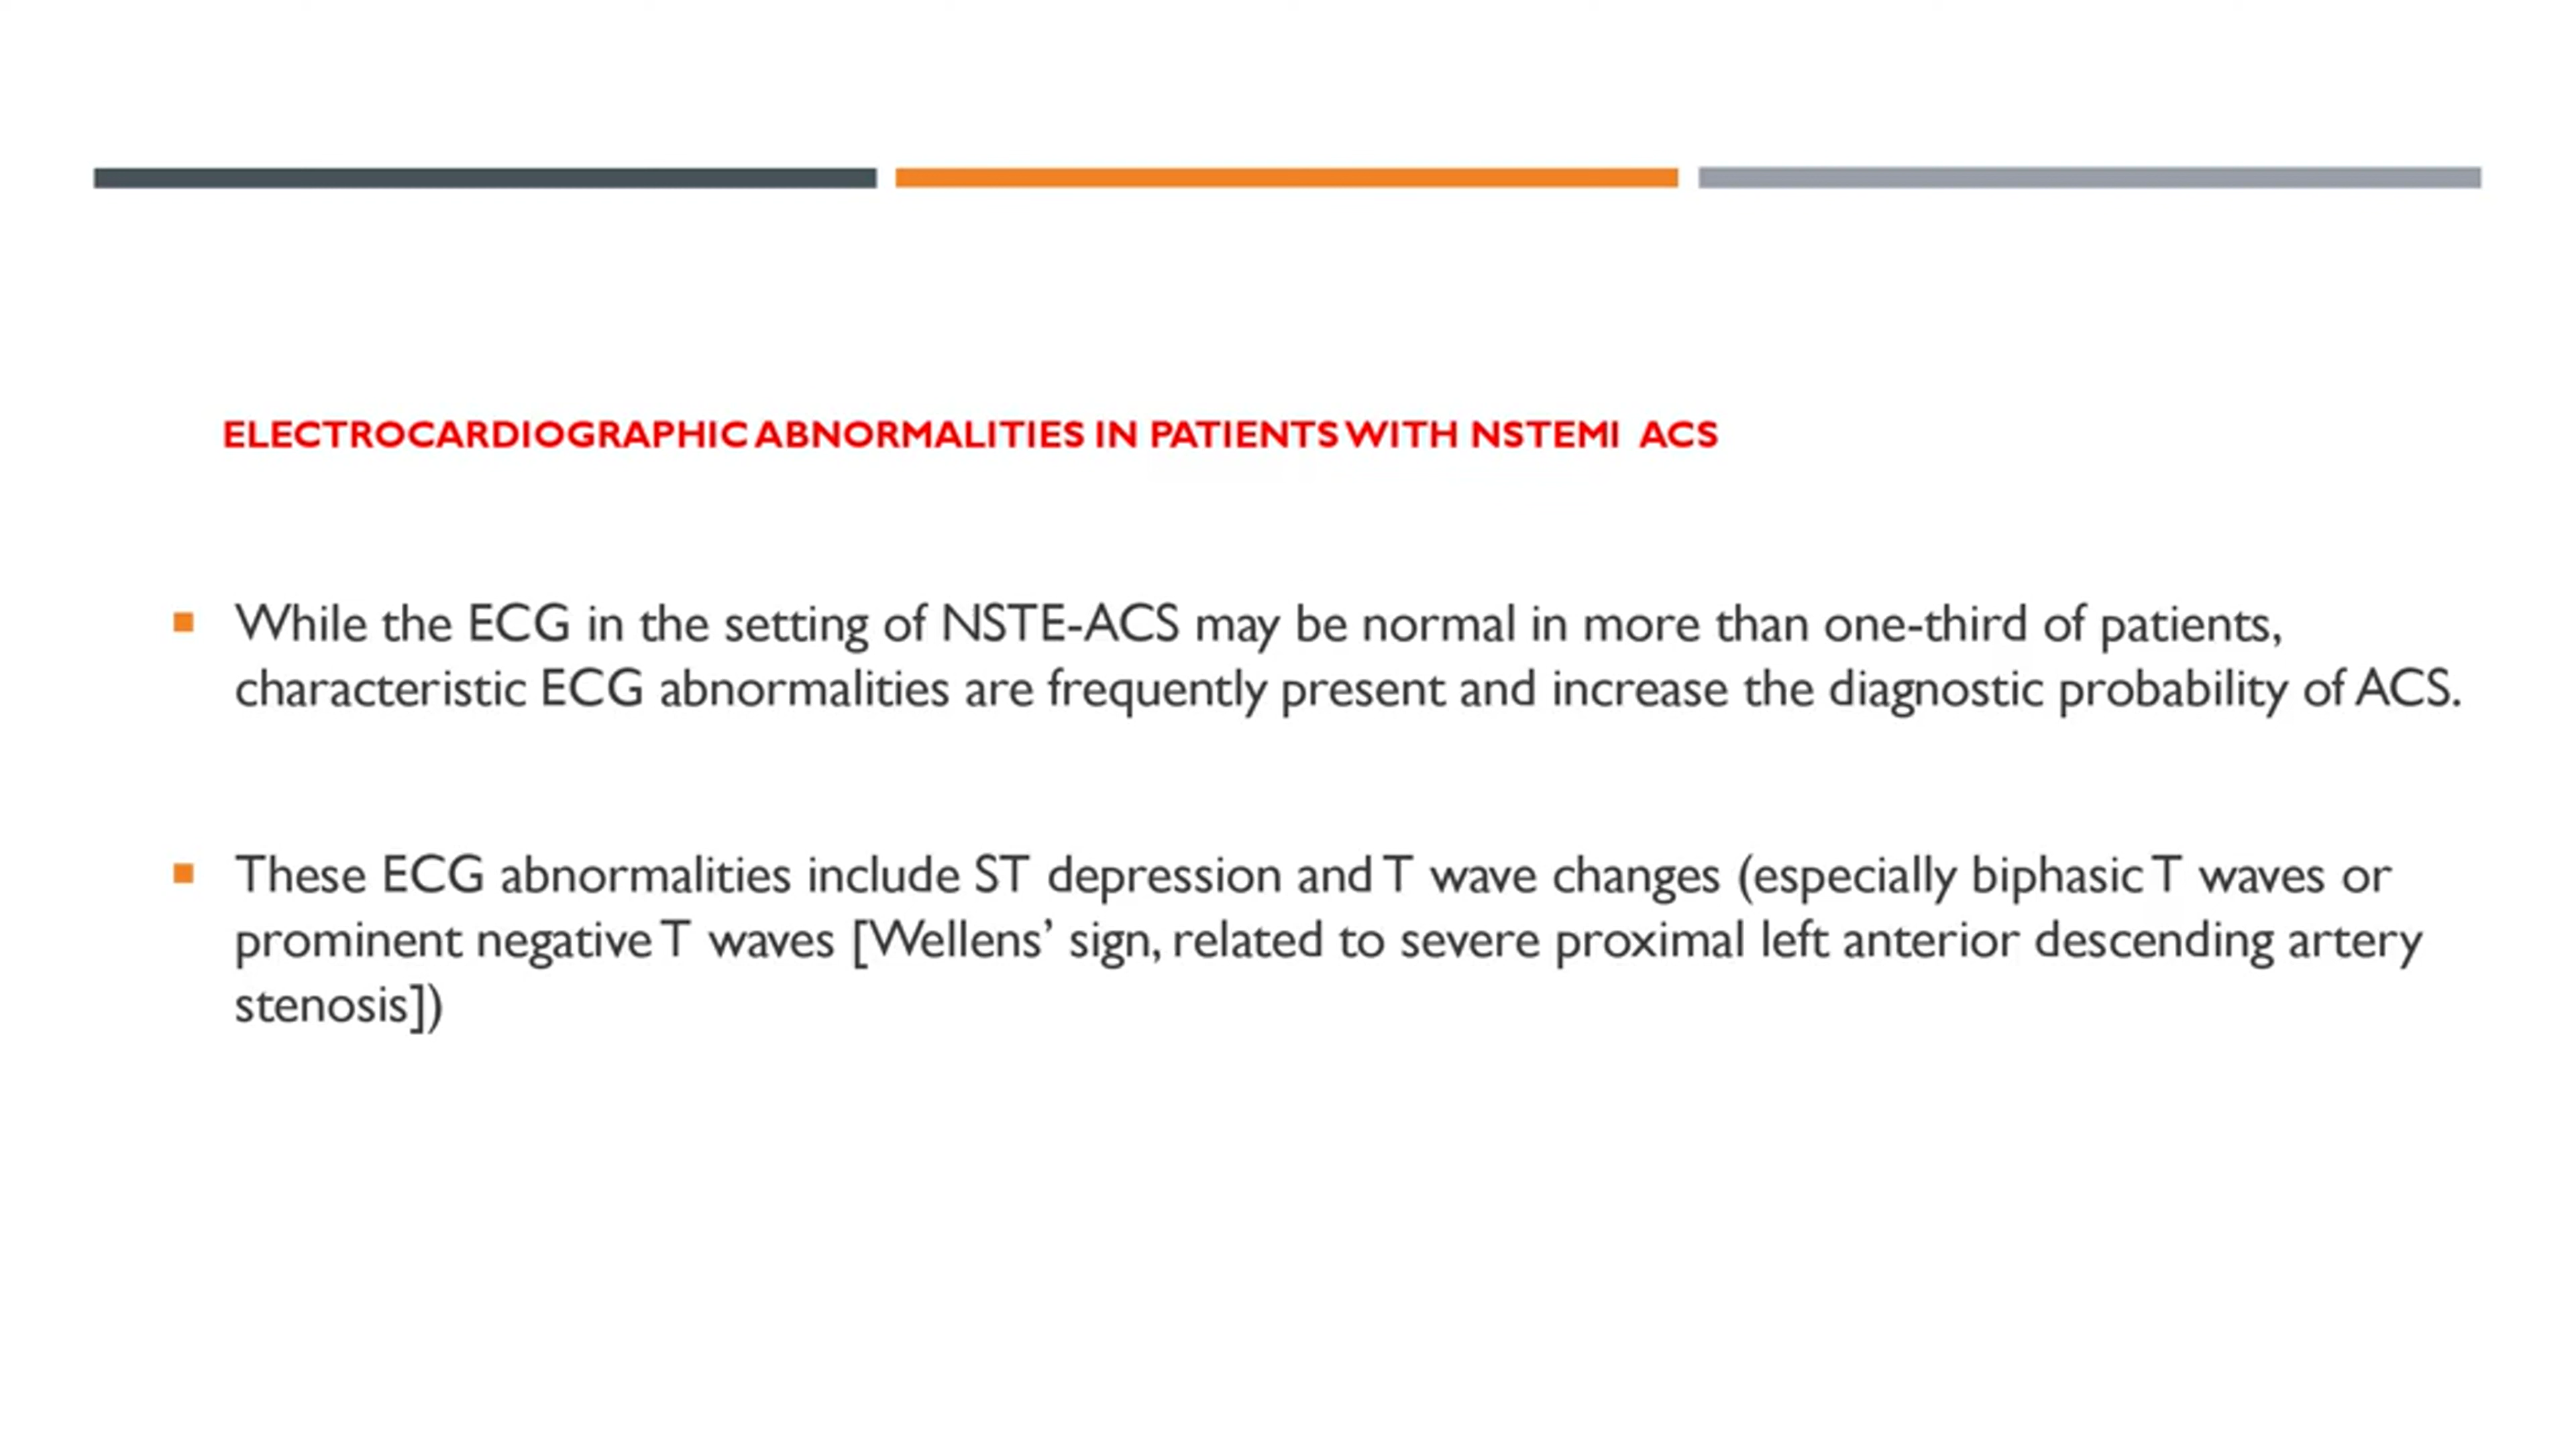 ELECTROCARDIOGRAPHIC ABNORMALITIES IN PATIENTS WITH NSTEMI ACS
While the ECG in the setting of NSTE-ACS may be normal in more than one-third of patients,
characteristic ECG abnormalities are frequently present and increase the diagnostic probability of ACS.
These ECG abnormalities include ST depression and T wave changes (especially biphasic T waves or
prominent negative T waves [Wellens’ sign, related to severe proximal left anterior descending artery
stenosis])